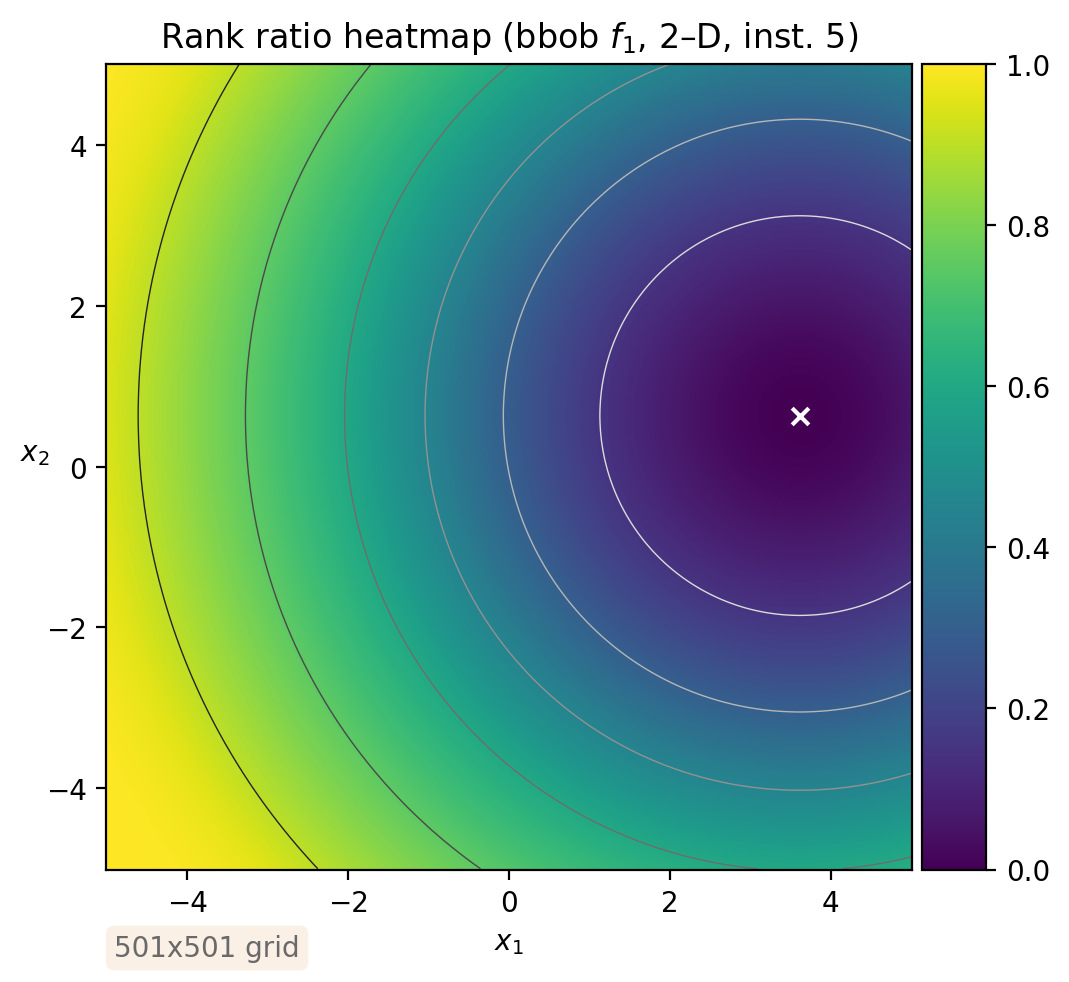 Rank ratio heatmap (bbob f₁, 2–D, inst. 5)
1.0
0.8
0.6
0.4
0.2
0.0
4
2
x₂
0
−2
−4
−4 −2 0 2 4
x₁
501x501 grid